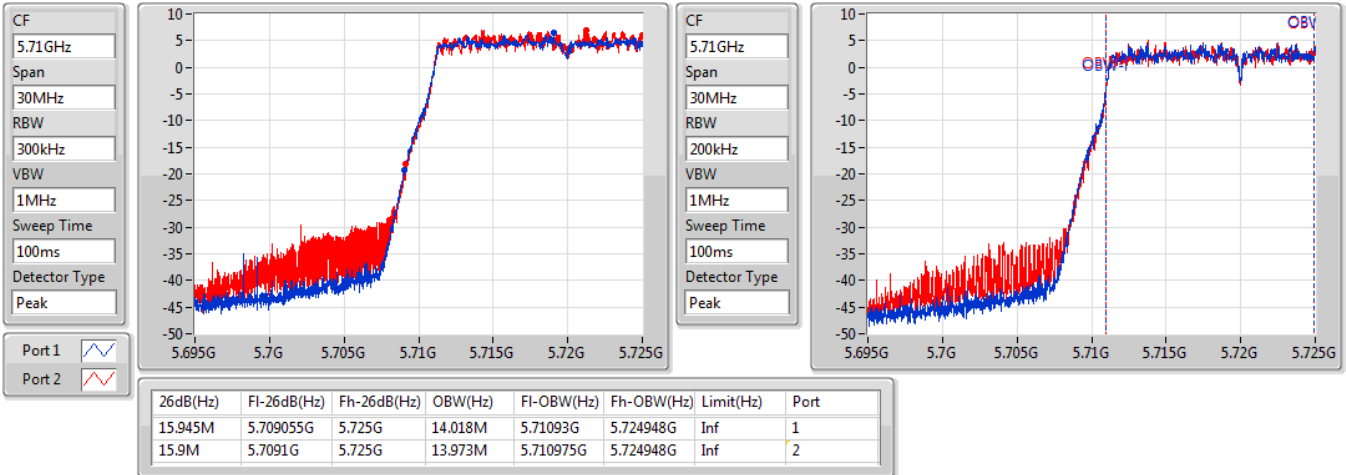 CF
5.71GHz
Span
30MHz
RBW
300kHz
VBW
1MHz
Sweep Time
100ms
Detector Type
Peak
Port 1
Port 2
10
5
0
-5
-10
-15
-20
-25
-30
-35
-40
-45
-50
5.695G 5.7G 5.705G 5.71G 5.715G 5.72G 5.725G
CF
5.71GHz
Span
30MHz
RBW
200kHz
VBW
1MHz
Sweep Time
100ms
Detector Type
Peak
10
5
0
-5
-10
-15
-20
-25
-30
-35
-40
-45
-50
OBW
OBW
5.695G 5.7G 5.705G 5.71G 5.715G 5.72G 5.725G
26dB(Hz) Fl-26dB(Hz) Fh-26dB(Hz) OBW(Hz) Fl-OBW(Hz) Fh-OBW(Hz) Limit(Hz) Port
15.945M 5.709055G 5.725G 14.018M 5.71093G 5.724948G Inf 1
15.9M 5.7091G 5.725G 13.973M 5.710975G 5.724948G Inf 2